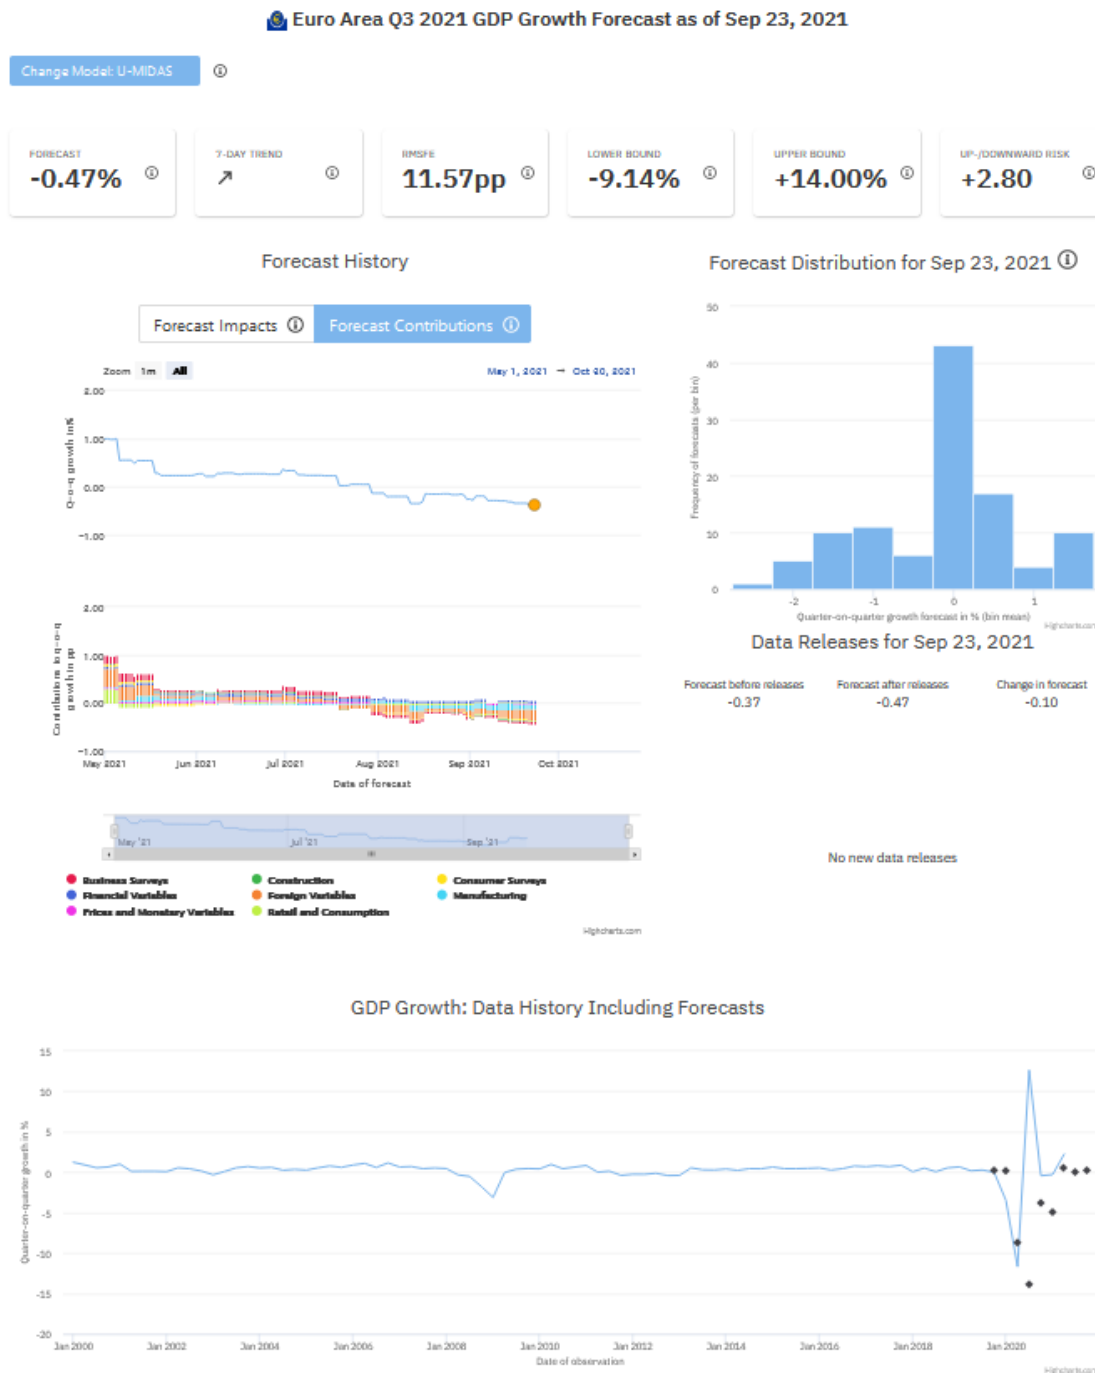 Euro Area Q3 2021 GDP Growth Forecast as of Sep 23, 2021
Change Model: U-MIDAS
FORECAST
-0.47%
7-DAY TREND
RMSFE
11.57pp
LOWER BOUND
-9.14%
UPPER BOUND
+14.00%
UP-/DOWNWARD RISK
+2.80
Forecast History
Forecast Impacts
Forecast Contributions
Zoom 1m All
May 1, 2021 → Oct 20, 2021
Q-o-q growth in%
2.00
1.00
0.00
-1.00
Contributions to q-o-q
growth in pp
2.00
1.00
0.00
-1.00
May 2021 Jun 2021 Jul 2021 Aug 2021 Sep 2021 Oct 2021
Date of forecast
May '21 Jul '21 Sep '21
Business Surveys Construction Consumer Surveys
Financial Variables Foreign Variables Manufacturing
Prices and Monetary Variables Retail and Consumption
Highcharts.com
Forecast Distribution for Sep 23, 2021
Frequency of forecasts (per bin)
50
40
30
20
10
0
-2 -1 0 1
Quarter-on-quarter growth forecast in % (bin mean)
Highcharts.com
Data Releases for Sep 23, 2021
Forecast before releases Forecast after releases Change in forecast
-0.37 -0.47 -0.10
No new data releases
GDP Growth: Data History Including Forecasts
Quarter-on-quarter growth in %
15
10
5
0
-5
-10
-15
-20
Jan 2000 Jan 2002 Jan 2004 Jan 2006 Jan 2008 Jan 2010 Jan 2012 Jan 2014 Jan 2016 Jan 2018 Jan 2020
Date of observation
Highcharts.com